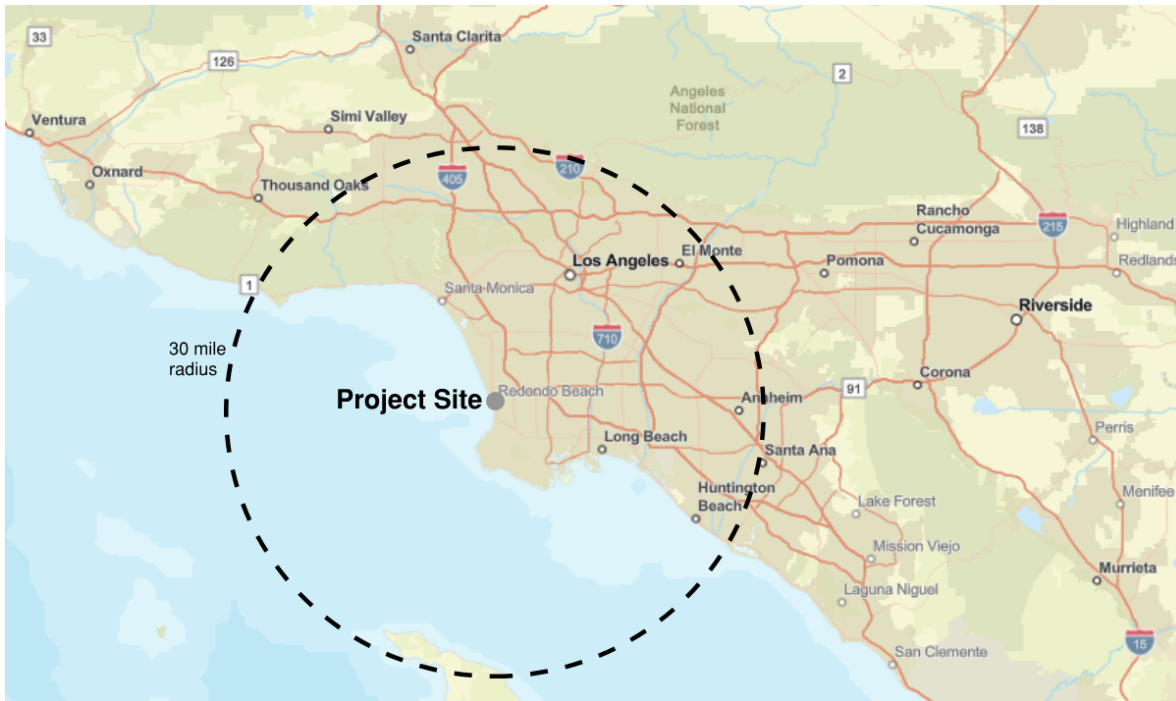 33
Santa Clarita
126
2
Angeles
National
Forest
Ventura
Simi Valley
138
Oxnard
Thousand Oaks
405
210
Rancho
Cucamonga
215
Highland
El Monte
Los Angeles
Pomona
Redlands
1
Santa Monica
Riverside
710
30 mile
radius
Corona
91
Project Site
Redondo Beach
Anaheim
Perris
Long Beach
Santa Ana
Huntington
Beach
Lake Forest
Menifee
Mission Viejo
Murrieta
Laguna Niguel
15
San Clemente